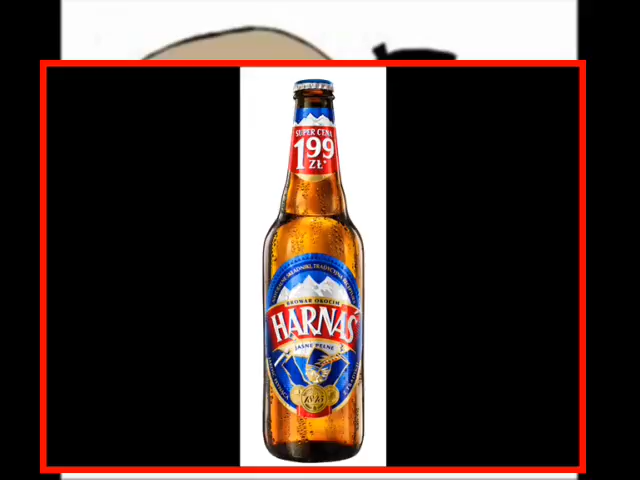 SUPER CENA
1,99
ZŁ*
BROWAR OKOCIM
HARNAŚ
JASNE PEŁNE